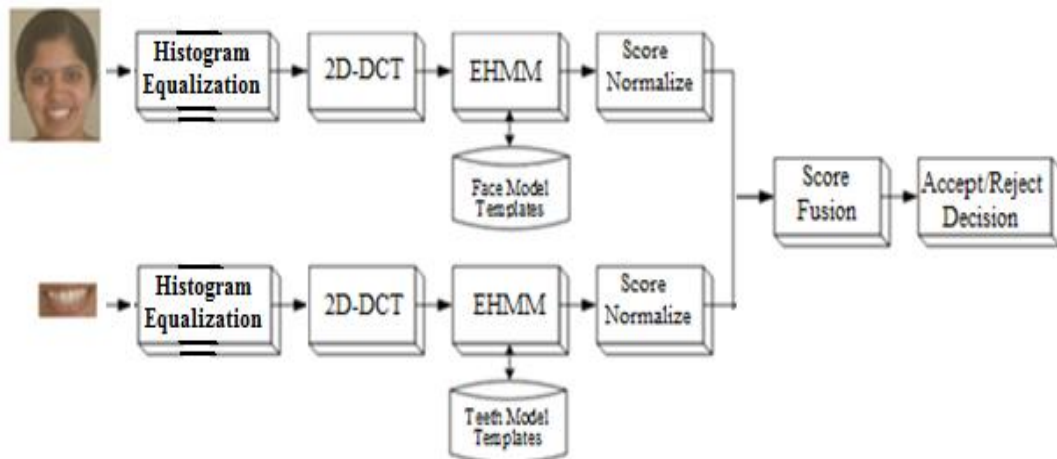 Histogram
Equalization
2D-DCT
EHMM
Score
Normalize
Face Model
Templates
Score
Fusion
Accept/Reject
Decision
Histogram
Equalization
2D-DCT
EHMM
Score
Normalize
Teeth Model
Templates